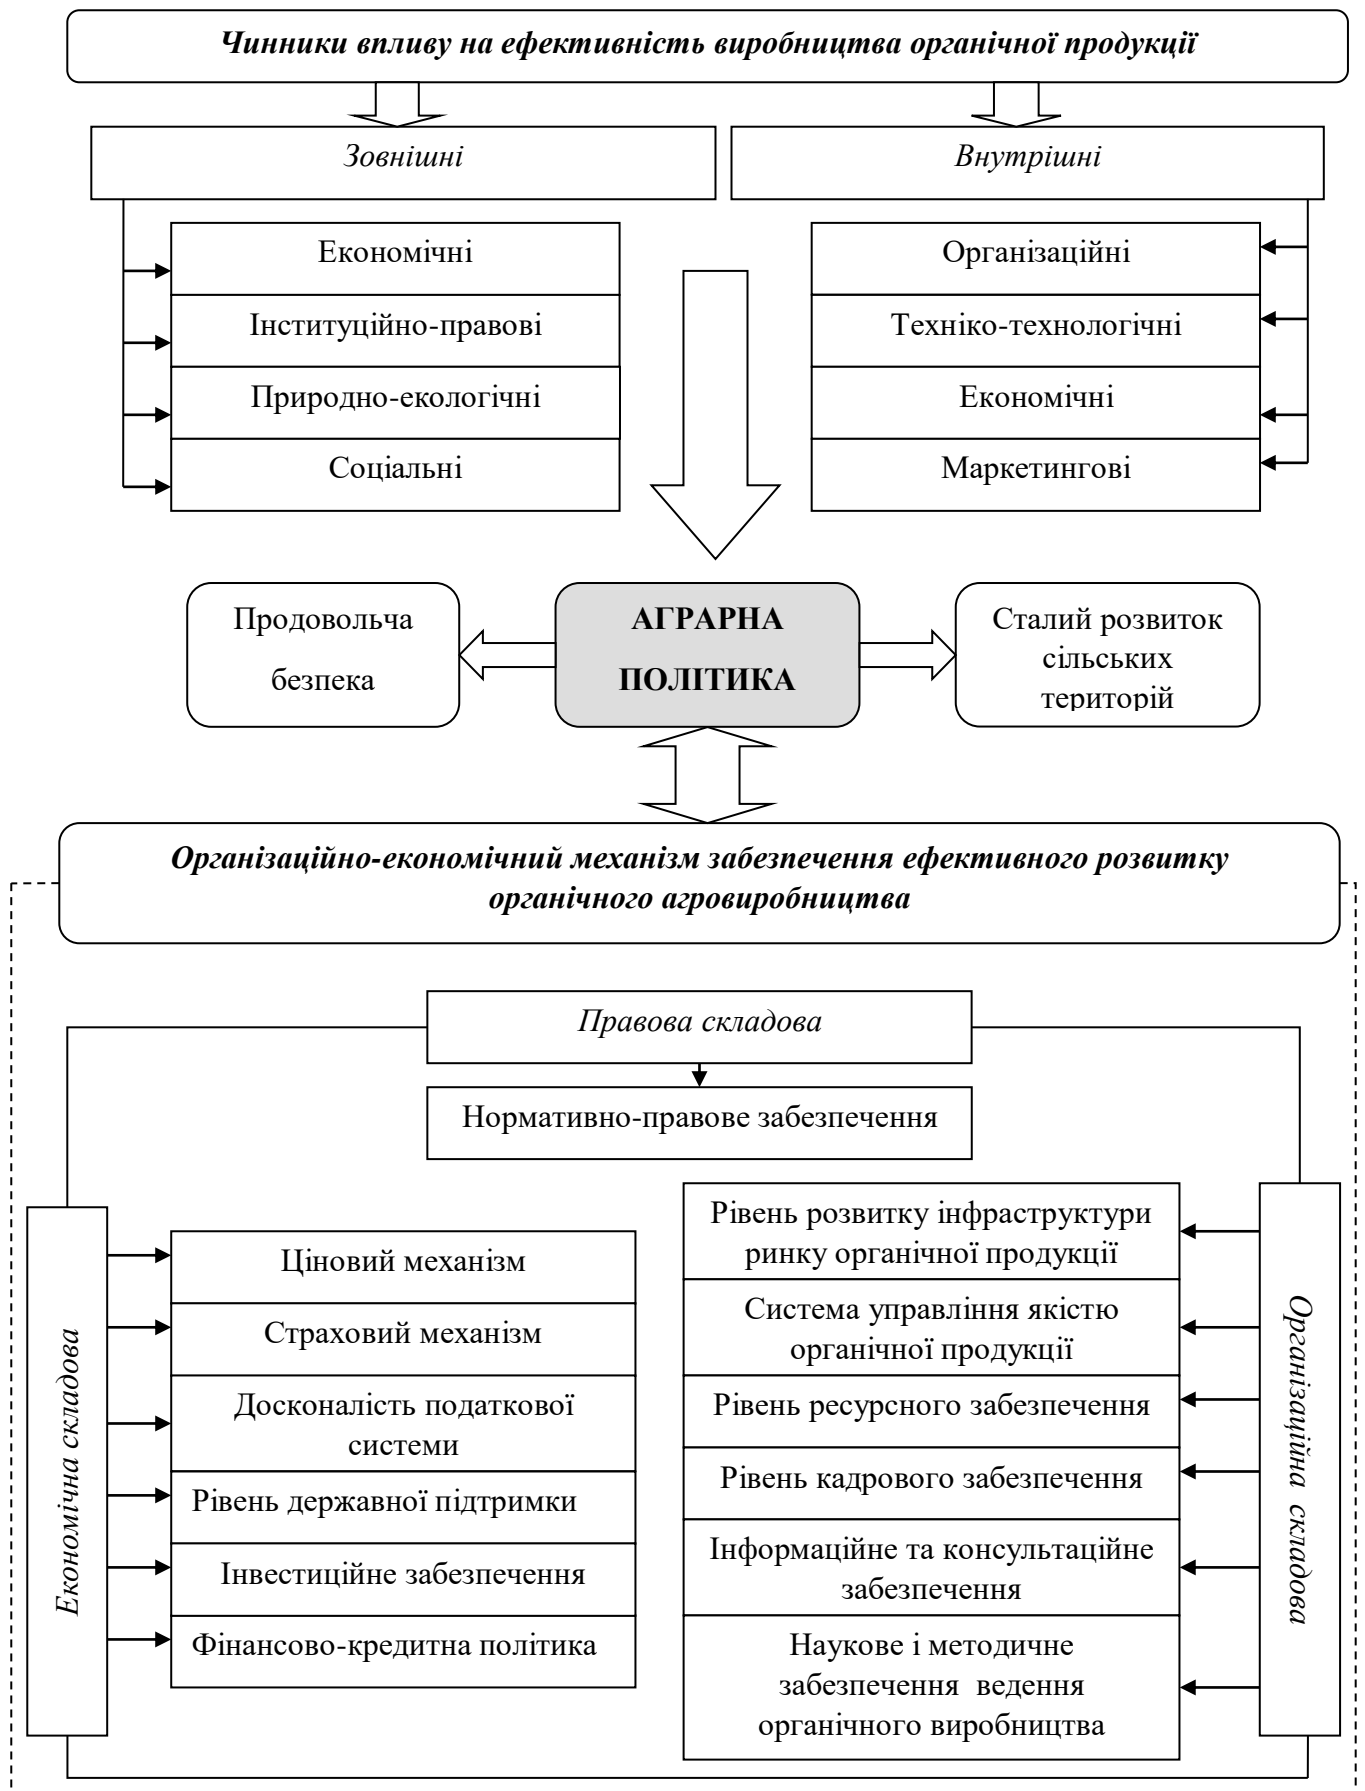 Чинники впливу на ефективність виробництва органічної продукції
Зовнішні
Внутрішні
Економічні
Інституційно-правові
Природно-екологічні
Соціальні
Організаційні
Техніко-технологічні
Економічні
Маркетингові
Продовольча
безпека
АГРАРНА
ПОЛІТИКА
Сталий розвиток
сільських
територій
Організаційно-економічний механізм забезпечення ефективного розвитку
органічного агровиробництва
Правова складова
Нормативно-правове забезпечення
Економічна складова
Ціновий механізм
Страховий механізм
Досконалість податкової
системи
Рівень державної підтримки
Інвестиційне забезпечення
Фінансово-кредитна політика
Рівень розвитку інфраструктури
ринку органічної продукції
Система управління якістю
органічної продукції
Рівень ресурсного забезпечення
Рівень кадрового забезпечення
Інформаційне та консультаційне
забезпечення
Наукове і методичне
забезпечення ведення
органічного виробництва
Організаційна складова